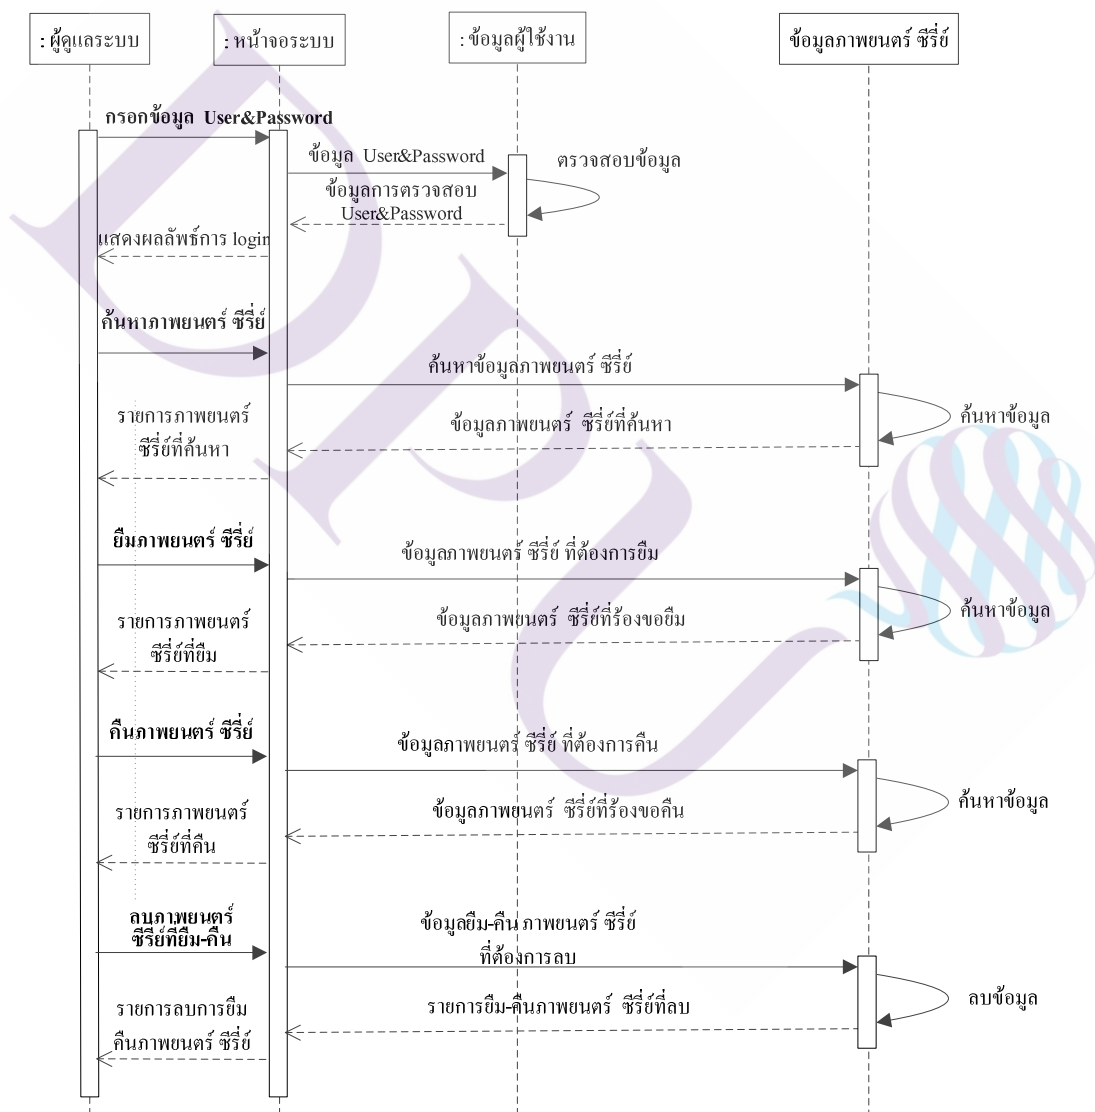 : ผู้ดูแลระบบ
: หน้าจอระบบ
: ข้อมูลผู้ใช้งาน
ข้อมูลภาพยนตร์ ซีรี่ย์
กรอกข้อมูล User&Password
ข้อมูล User&Password
ตรวจสอบข้อมูล
ข้อมูลการตรวจสอบ
User&Password
แสดงผลลัพธ์การ login
ค้นหาภาพยนตร์ ซีรี่ย์
ค้นหาข้อมูลภาพยนตร์ ซีรี่ย์
ค้นหาข้อมูล
ข้อมูลภาพยนตร์ ซีรี่ย์ที่ค้นหา
รายการภาพยนตร์
ซีรี่ย์ที่ค้นหา
ยืมภาพยนตร์ ซีรี่ย์
ข้อมูลภาพยนตร์ ซีรี่ย์ ที่ต้องการยืม
ค้นหาข้อมูล
ข้อมูลภาพยนตร์ ซีรี่ย์ที่ร้องขอยืม
รายการภาพยนตร์
ซีรี่ย์ที่ยืม
คืนภาพยนตร์ ซีรี่ย์
ข้อมูลภาพยนตร์ ซีรี่ย์ ที่ต้องการคืน
ค้นหาข้อมูล
ข้อมูลภาพยนตร์ ซีรี่ย์ที่ร้องขอคืน
รายการภาพยนตร์
ซีรี่ย์ที่คืน
ลบภาพยนตร์
ซีรี่ย์ที่ยืม-คืน
ข้อมูลยืม-คืน ภาพยนตร์ ซีรี่ย์
ที่ต้องการลบ
ลบข้อมูล
รายการยืม-คืนภาพยนตร์ ซีรี่ย์ที่ลบ
รายการลบการยืม
คืนภาพยนตร์ ซีรี่ย์
DPU